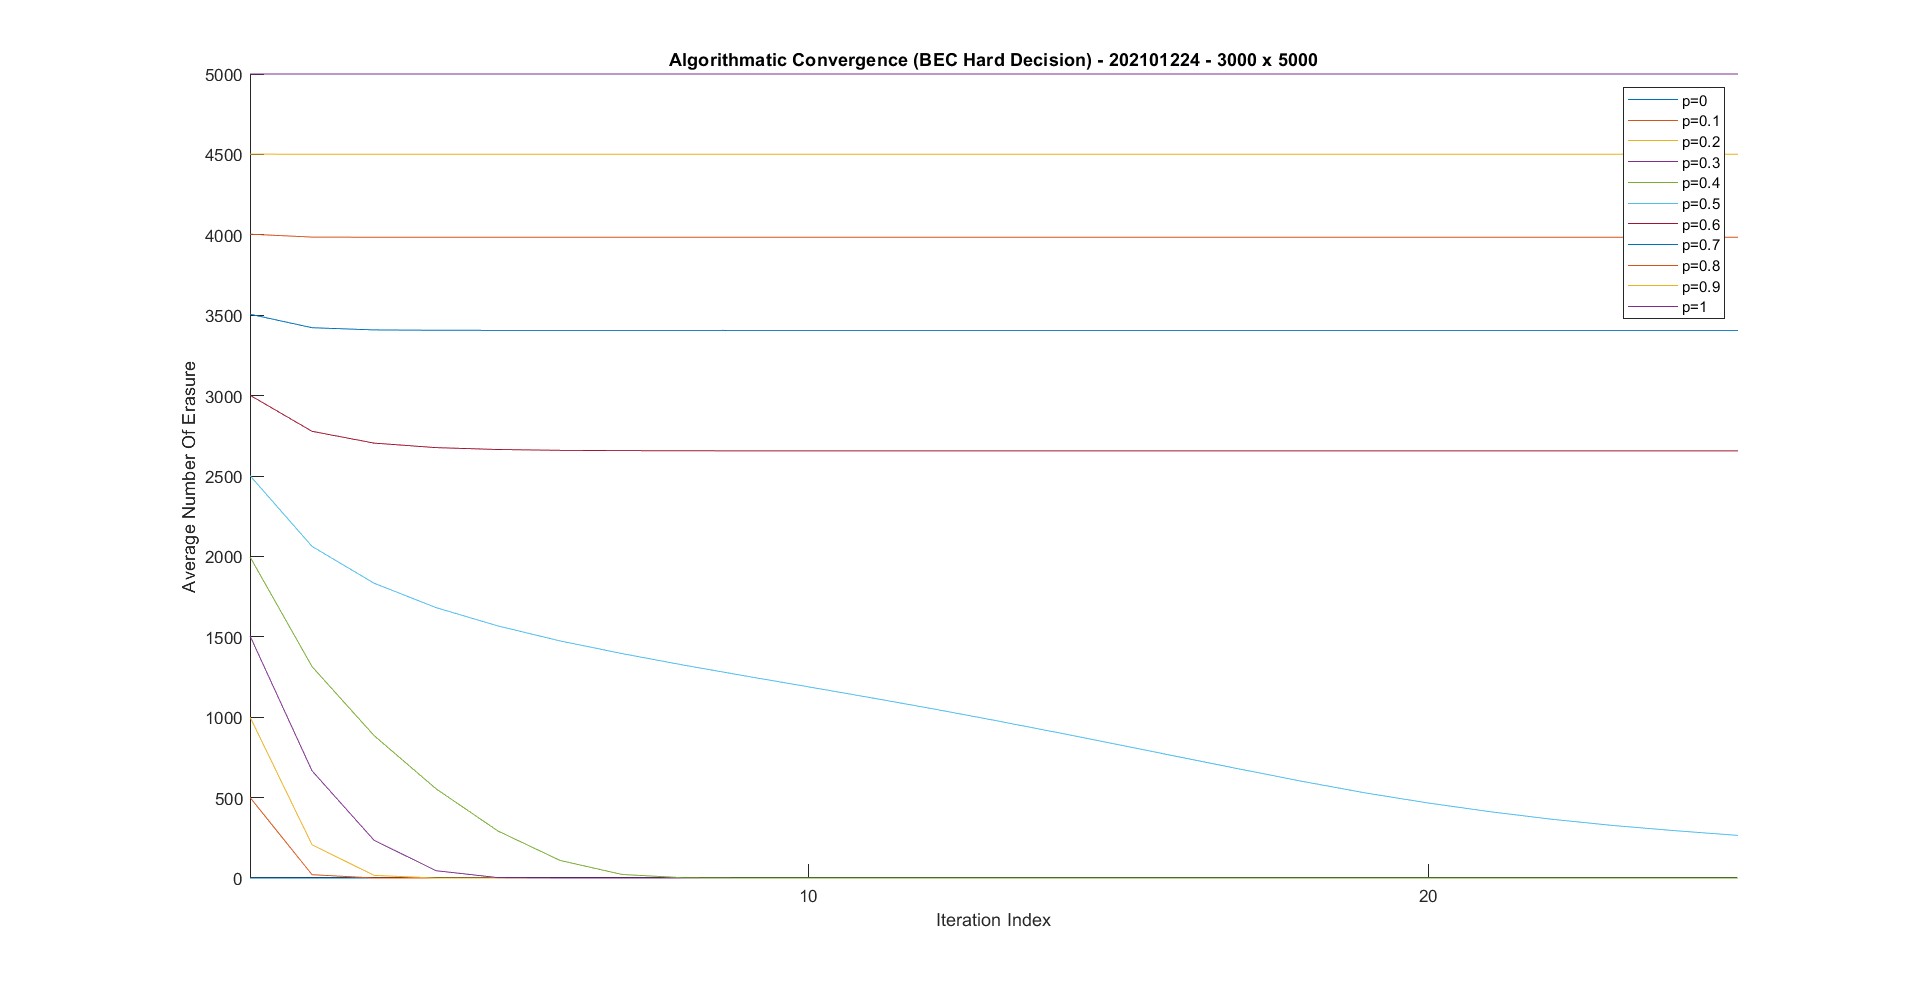 Algorithmatic Convergence (BEC Hard Decision) - 202101224 - 3000 x 5000
5000
4500
4000
3500
3000
2500
2000
1500
1000
500
0
Average Number Of Erasure
p=0
p=0.1
p=0.2
p=0.3
p=0.4
p=0.5
p=0.6
p=0.7
p=0.8
p=0.9
p=1
10
20
Iteration Index